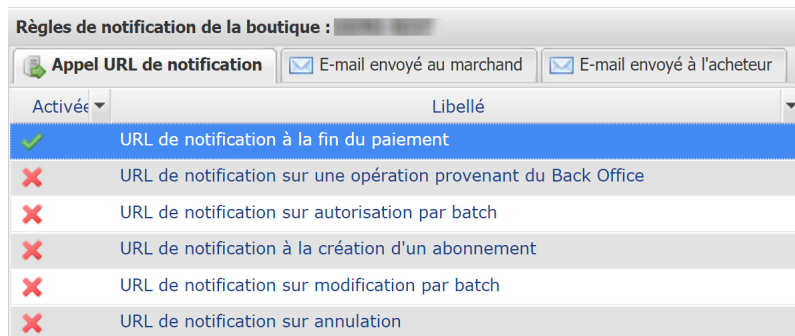 Règles de notification de la boutique :
Appel URL de notification E-mail envoyé au marchand E-mail envoyé à l'acheteur
Activée Libellé
URL de notification à la fin du paiement
URL de notification sur une opération provenant du Back Office
URL de notification sur autorisation par batch
URL de notification à la création d'un abonnement
URL de notification sur modification par batch
URL de notification sur annulation